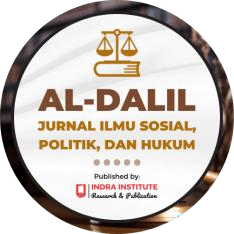 AL-DALIL
JURNAL ILMU SOSIAL,
POLITIK, DAN HUKUM
Published by:
INDRA INSTITUTE
Research & Publication